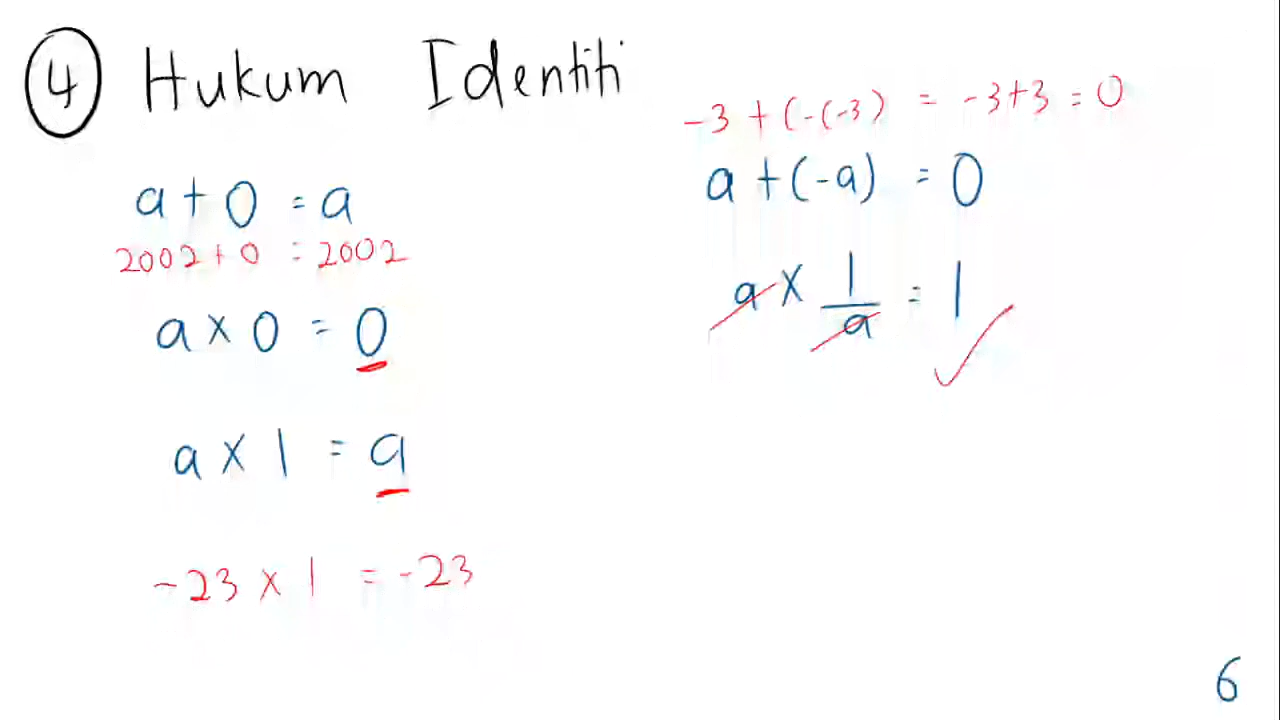 4 Hukum Identiti
a + 0 = a
2002 + 0 = 2002
a × 0 = 0
a × 1 = a
-23 × 1 = -23
-3 + (-(-3) = -3+3 = 0
a + (-a) = 0
a × 1/a = 1 ✓
6